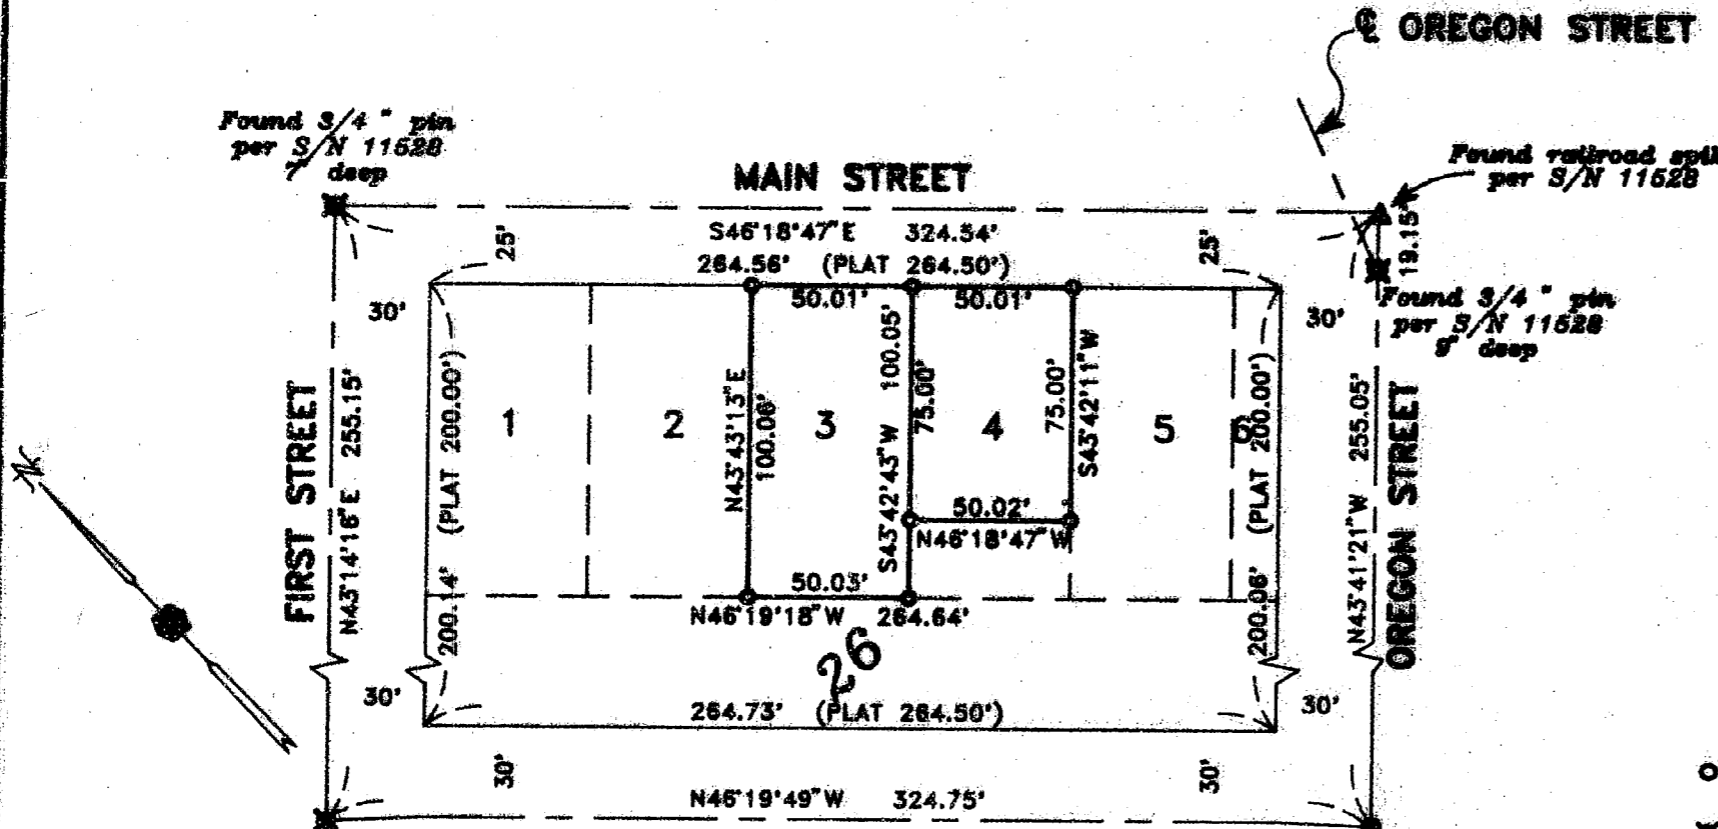 ℄ OREGON STREET
Found 3/4" pin
per S/N 11528
7" deep
MAIN STREET
Found railroad
per S/N 11528
S46°18'47"E 324.54'
264.56' (PLAT 264.50')
25'
25'
19.15'
50.01'
50.01'
30'
30'
Found 3/4" pin
per S/N 11528
9" deep
FIRST STREET
N43°14'16"E 255.15'
200.14' (PLAT 200.00')
1
2
N43°43'13"E
100.06'
3
S43°42'43"W 100.05'
75.00'
4
75.00'
S43°42'11"W
5
6
200.06' (PLAT 200.00')
N43°41'21"W 255.05'
OREGON STREET
50.02'
N46°18'47"W
50.03'
N46°19'18"W 264.64'
26
30'
264.73' (PLAT 264.50')
30'
30'
N46°19'49"W 324.75'
30'